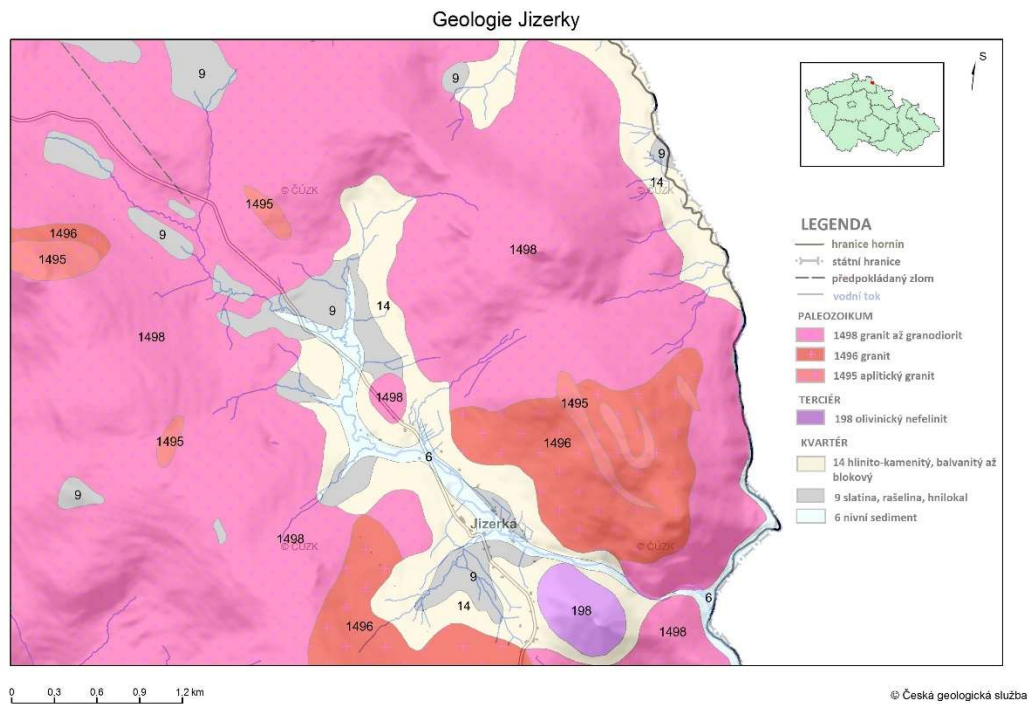 Geologie Jizerky
S
9
9
9
14
© ČÚZK
© ČÚZK
1495
1498
9
1496
1495
9
14
1498
1498
1495
1495
1496
6
9
Jizerka
1498
© ČÚZK
© ČÚZK
9
14
198
6
1496
1498
LEGENDA
hranice hornin
státní hranice
předpokládaný zlom
vodní tok
PALEOZOIKUM
1498 granit až granodiorit
1496 granit
1495 aplitický granit
TERCIÉR
198 olivinický nefelinit
KVARTÉR
14 hlinito-kamenitý, balvanitý až
blokový
9 slatina, rašelina, hnilokal
6 nivní sediment
0 0,3 0,6 0,9 1,2 km
© Česká geologická služba